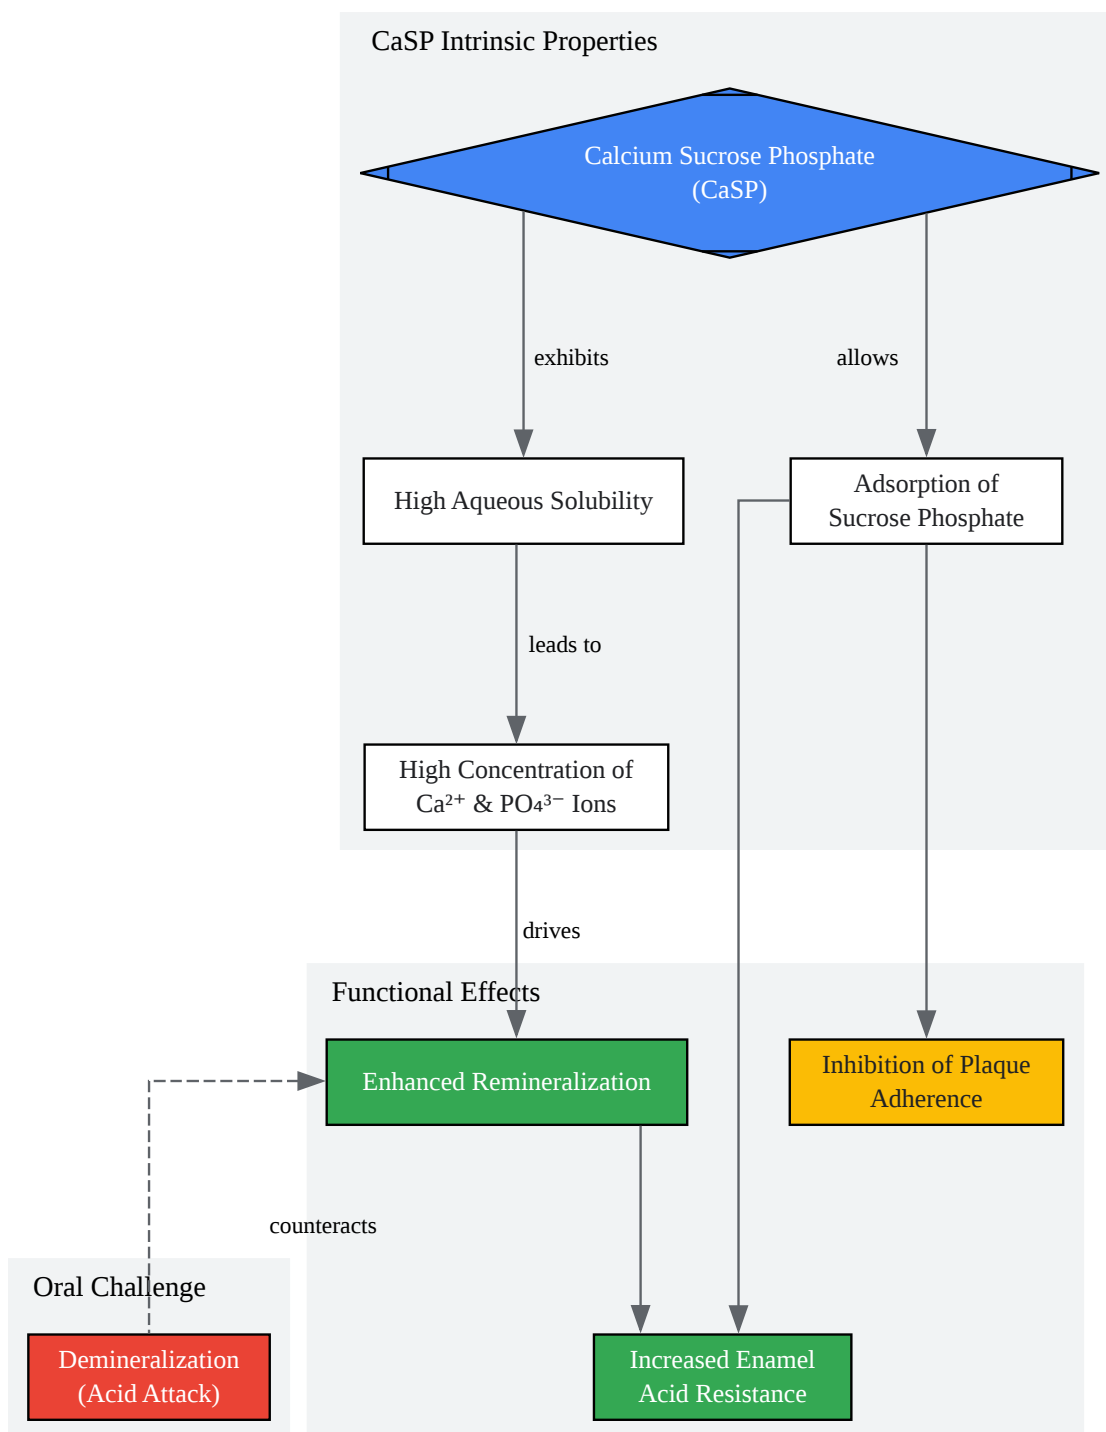 CaSP Intrinsic Properties
Calcium Sucrose Phosphate
(CaSP)
exhibits
allows
High Aqueous Solubility
Adsorption of
Sucrose Phosphate
leads to
High Concentration of
Ca²⁺ & PO₄³⁻ Ions
drives
Functional Effects
Enhanced Remineralization
Inhibition of Plaque
Adherence
counteracts
Oral Challenge
Demineralization
(Acid Attack)
Increased Enamel
Acid Resistance